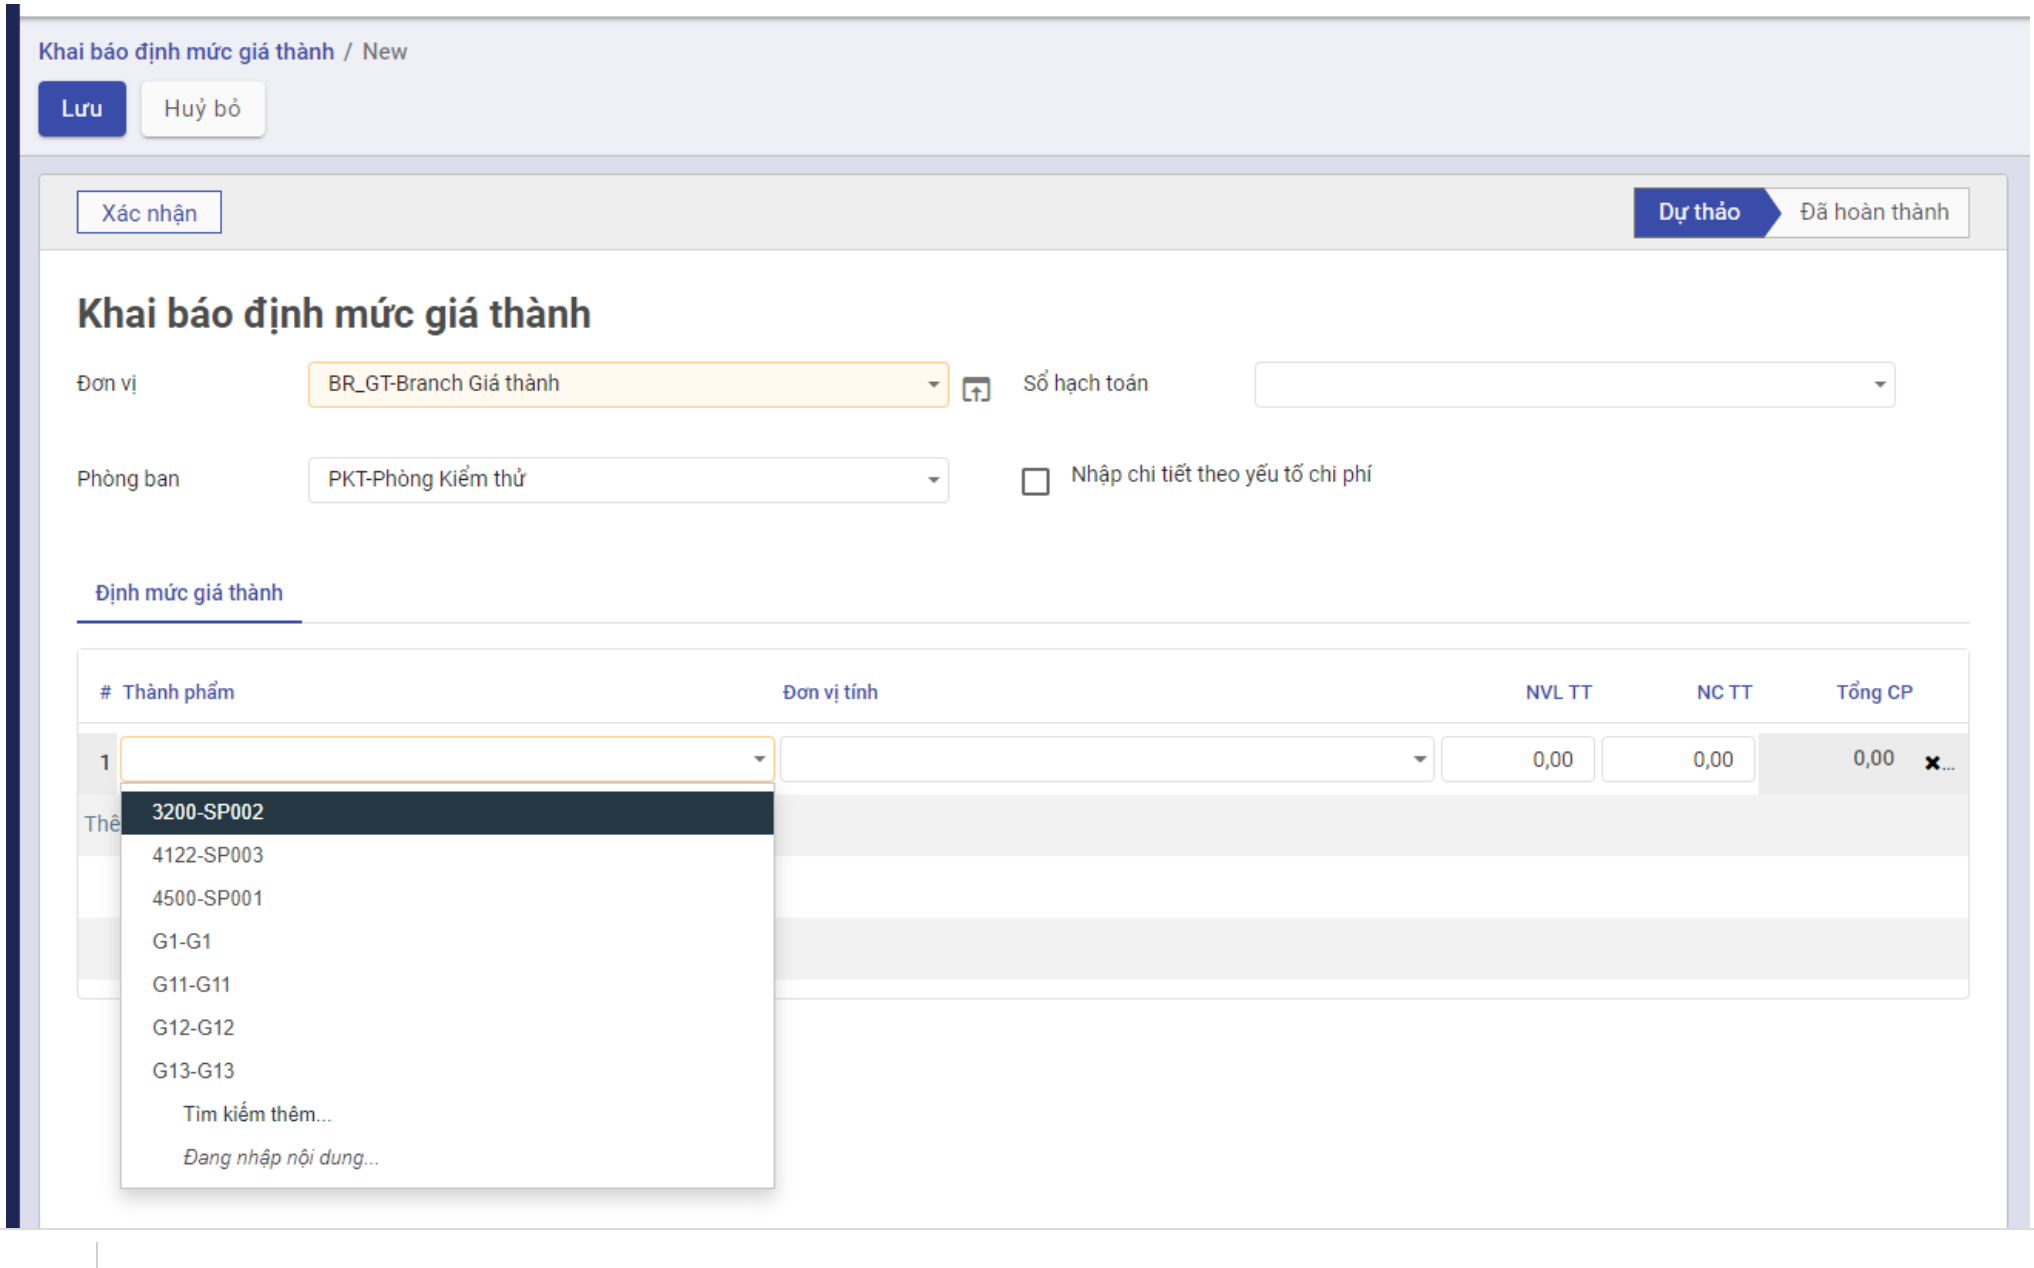 Khai báo định mức giá thành / New
Lưu Huỷ bỏ
Xác nhận Dự thảo Đã hoàn thành
Khai báo định mức giá thành
Đơn vị BR_GT-Branch Giá thành Sổ hạch toán
Phòng ban PKT-Phòng Kiểm thử Nhập chi tiết theo yếu tố chi phí
Định mức giá thành
# Thành phẩm Đơn vị tính NVL TT NC TT Tổng CP
1 0,00 0,00 0,00 ...
Thê
3200-SP002
4122-SP003
4500-SP001
G1-G1
G11-G11
G12-G12
G13-G13
Tìm kiếm thêm...
Đang nhập nội dung...